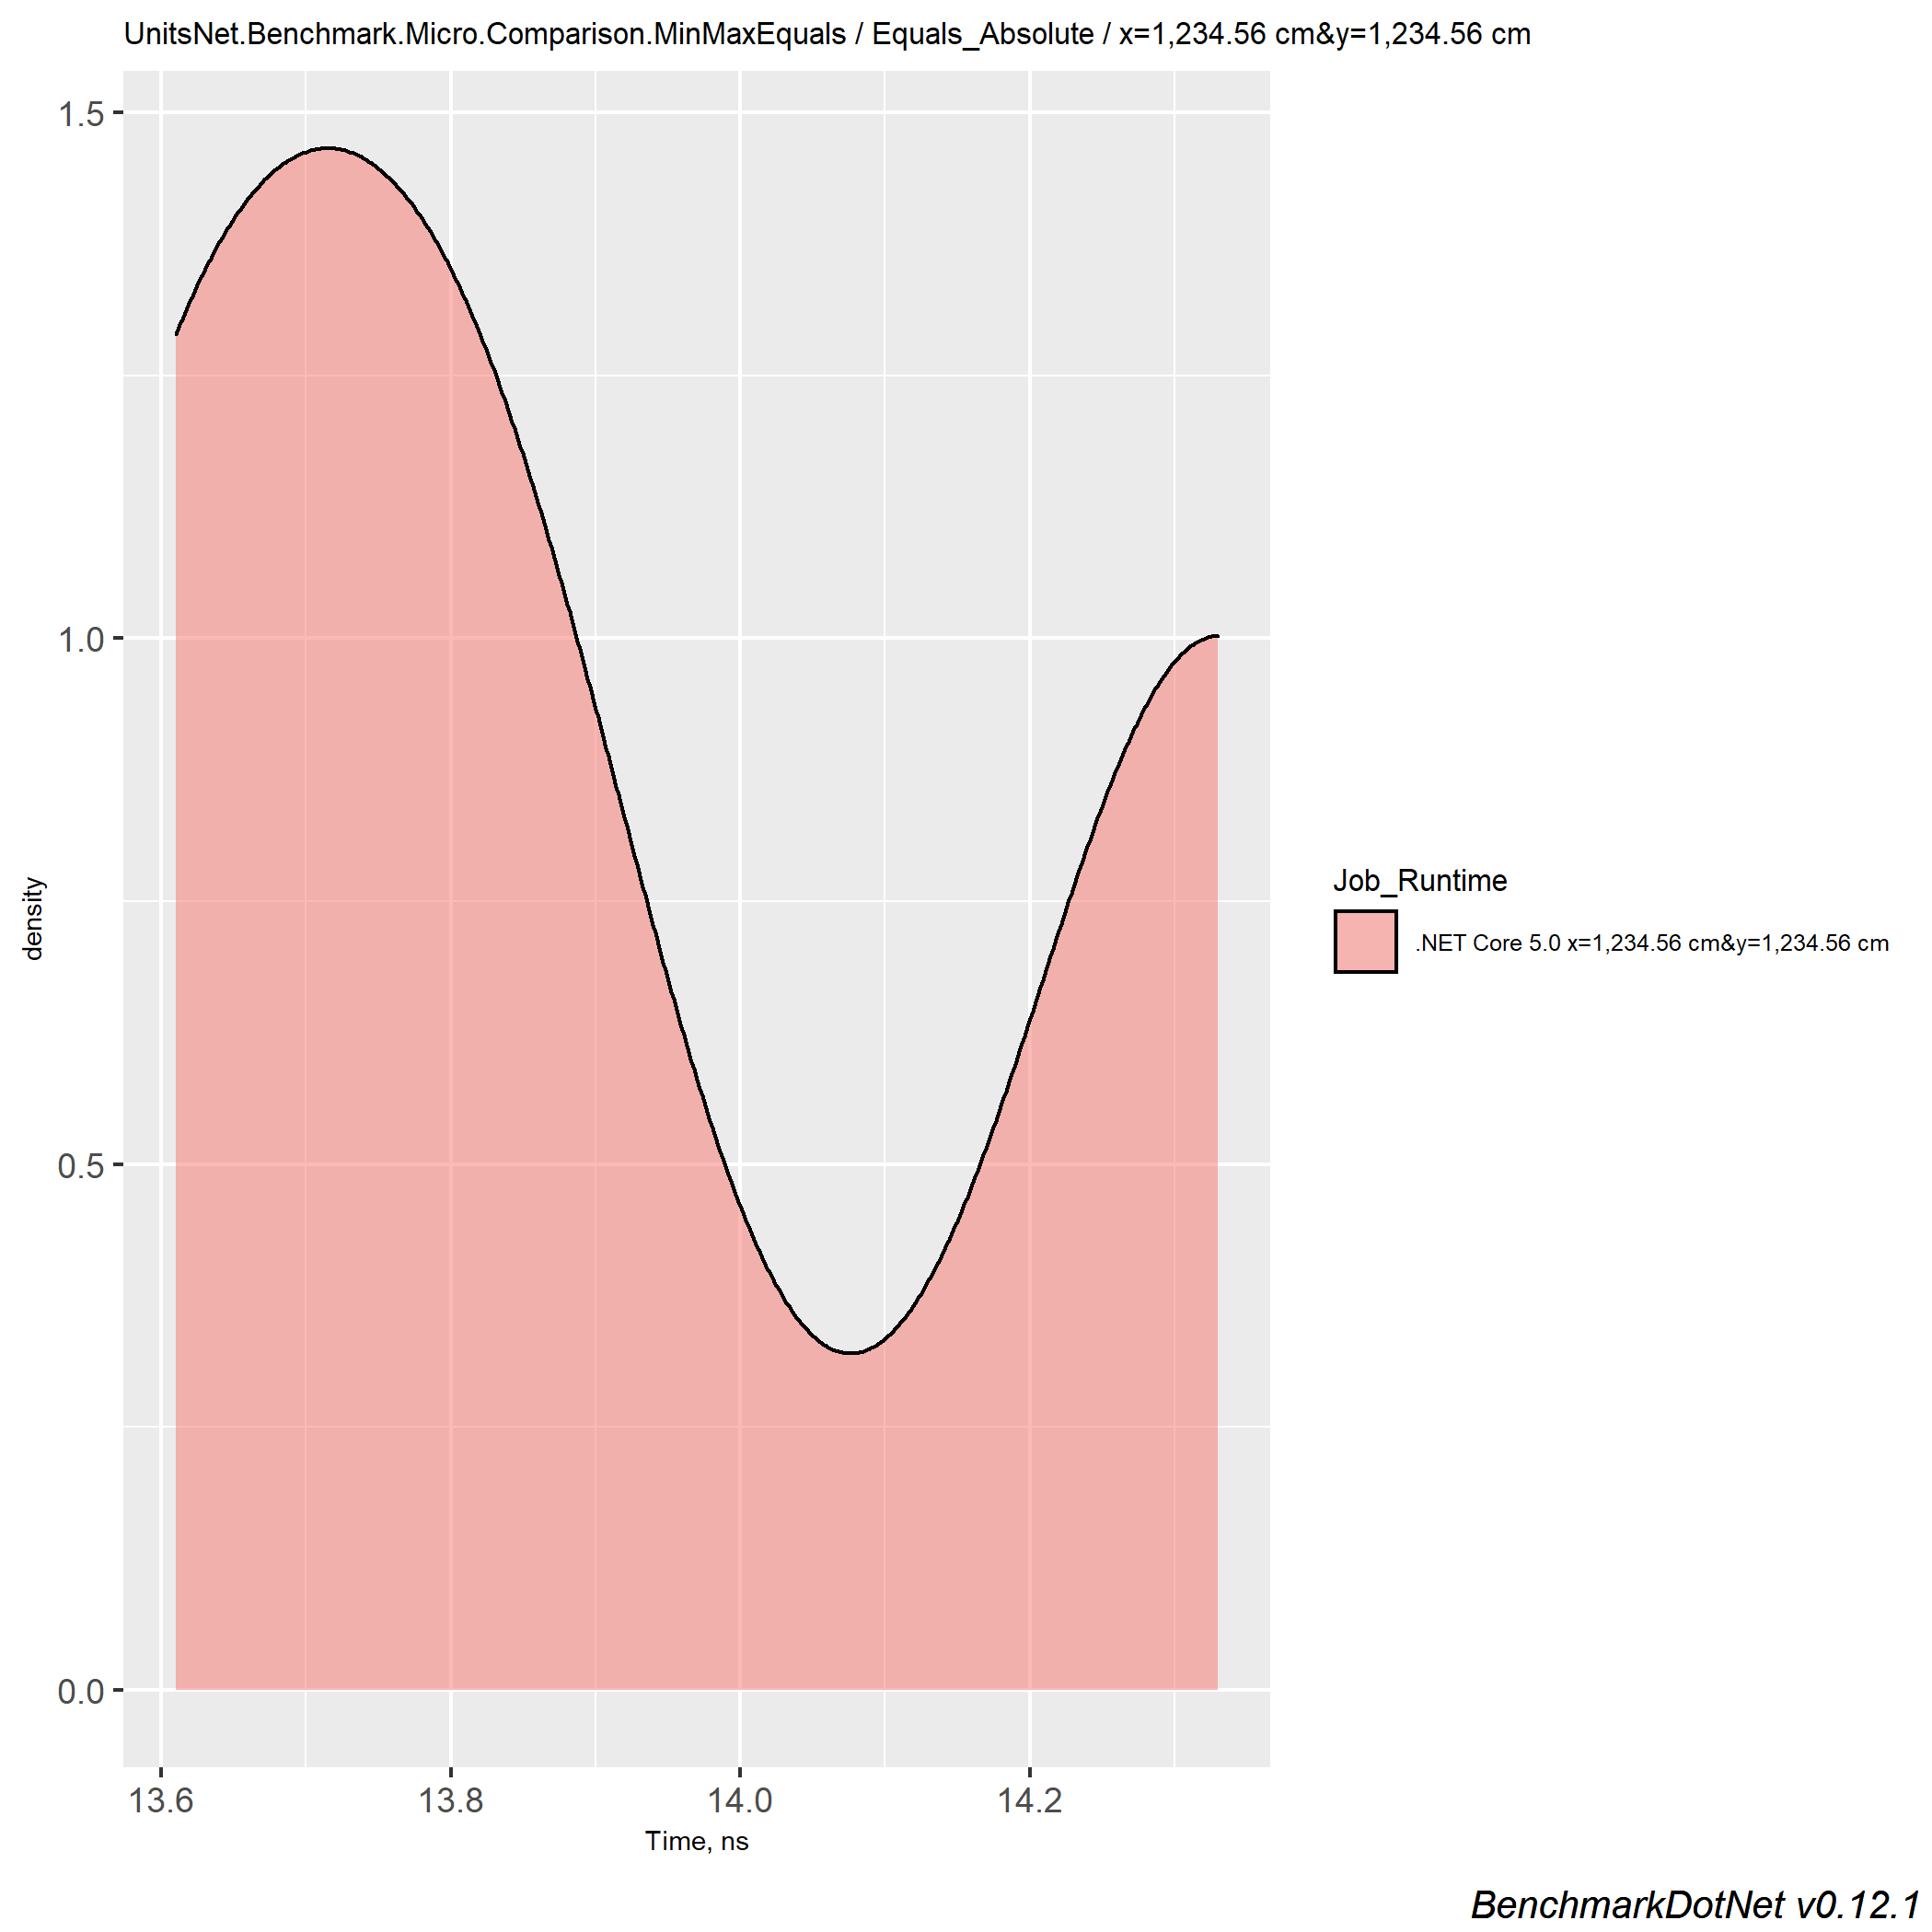 UnitsNet.Benchmark.Micro.Comparison.MinMaxEquals / Equals_Absolute / x=1,234.56 cm&y=1,234.56 cm
1.5
1.0
0.5
0.0
density
13.6 13.8 14.0 14.2
Time, ns
Job_Runtime
.NET Core 5.0 x=1,234.56 cm&y=1,234.56 cm
BenchmarkDotNet v0.12.1